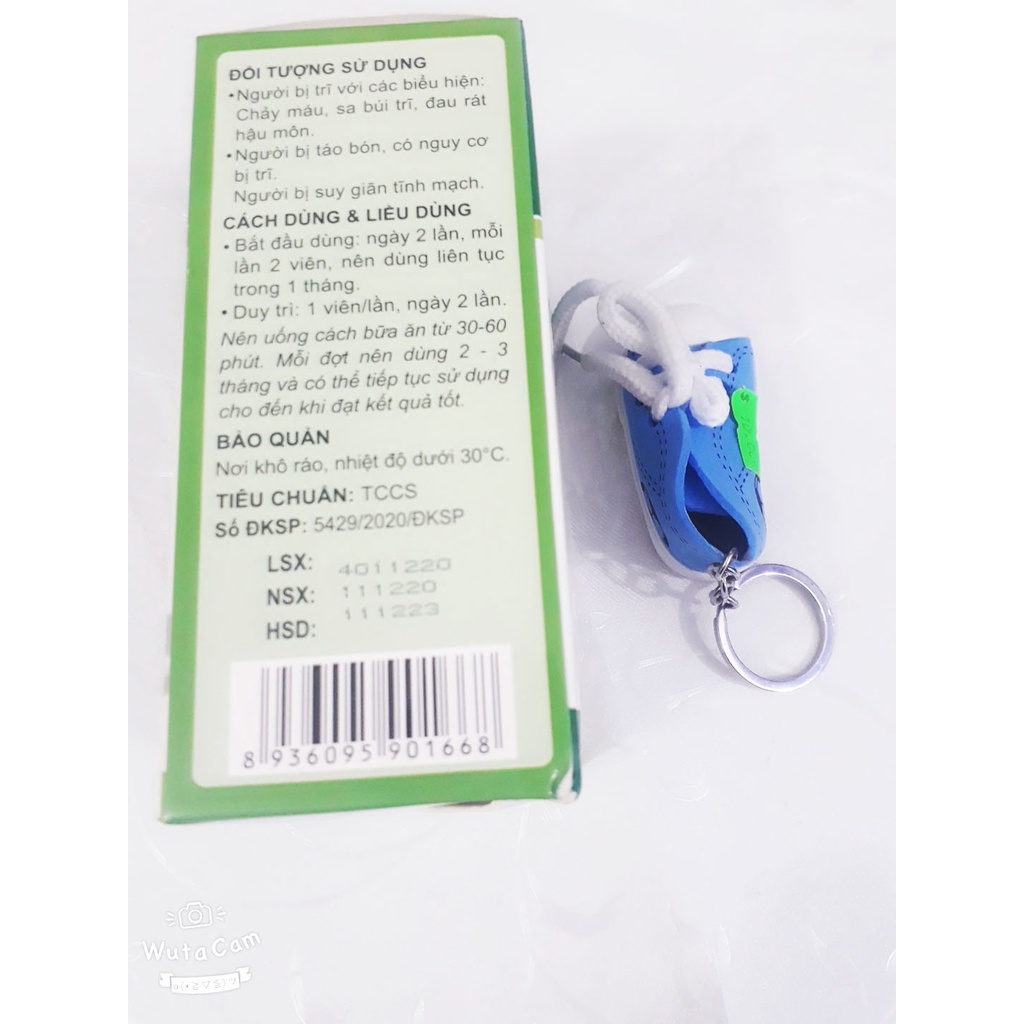 ĐỐI TƯỢNG SỬ DỤNG
•Người bị trĩ với các biểu hiện:
Chảy máu, sa búi trĩ, đau rát
hậu môn.
•Người bị táo bón, có nguy cơ
bị trĩ.
Người bị suy giãn tĩnh mạch.
CÁCH DÙNG & LIỀU DÙNG
• Bắt đầu dùng: ngày 2 lần, mỗi
lần 2 viên, nên dùng liên tục
trong 1 tháng.
• Duy trì: 1 viên/lần, ngày 2 lần.
Nên uống cách bữa ăn từ 30-60
phút. Mỗi đợt nên dùng 2 - 3
tháng và có thể tiếp tục sử dụng
cho đến khi đạt kết quả tốt.
BẢO QUẢN
Nơi khô ráo, nhiệt độ dưới 30°C.
TIÊU CHUẨN: TCCS
Số ĐKSP: 5429/2020/ĐKSP
LSX: 4011220
NSX: 111220
HSD: 111223
8 936095 901668
WutaCam